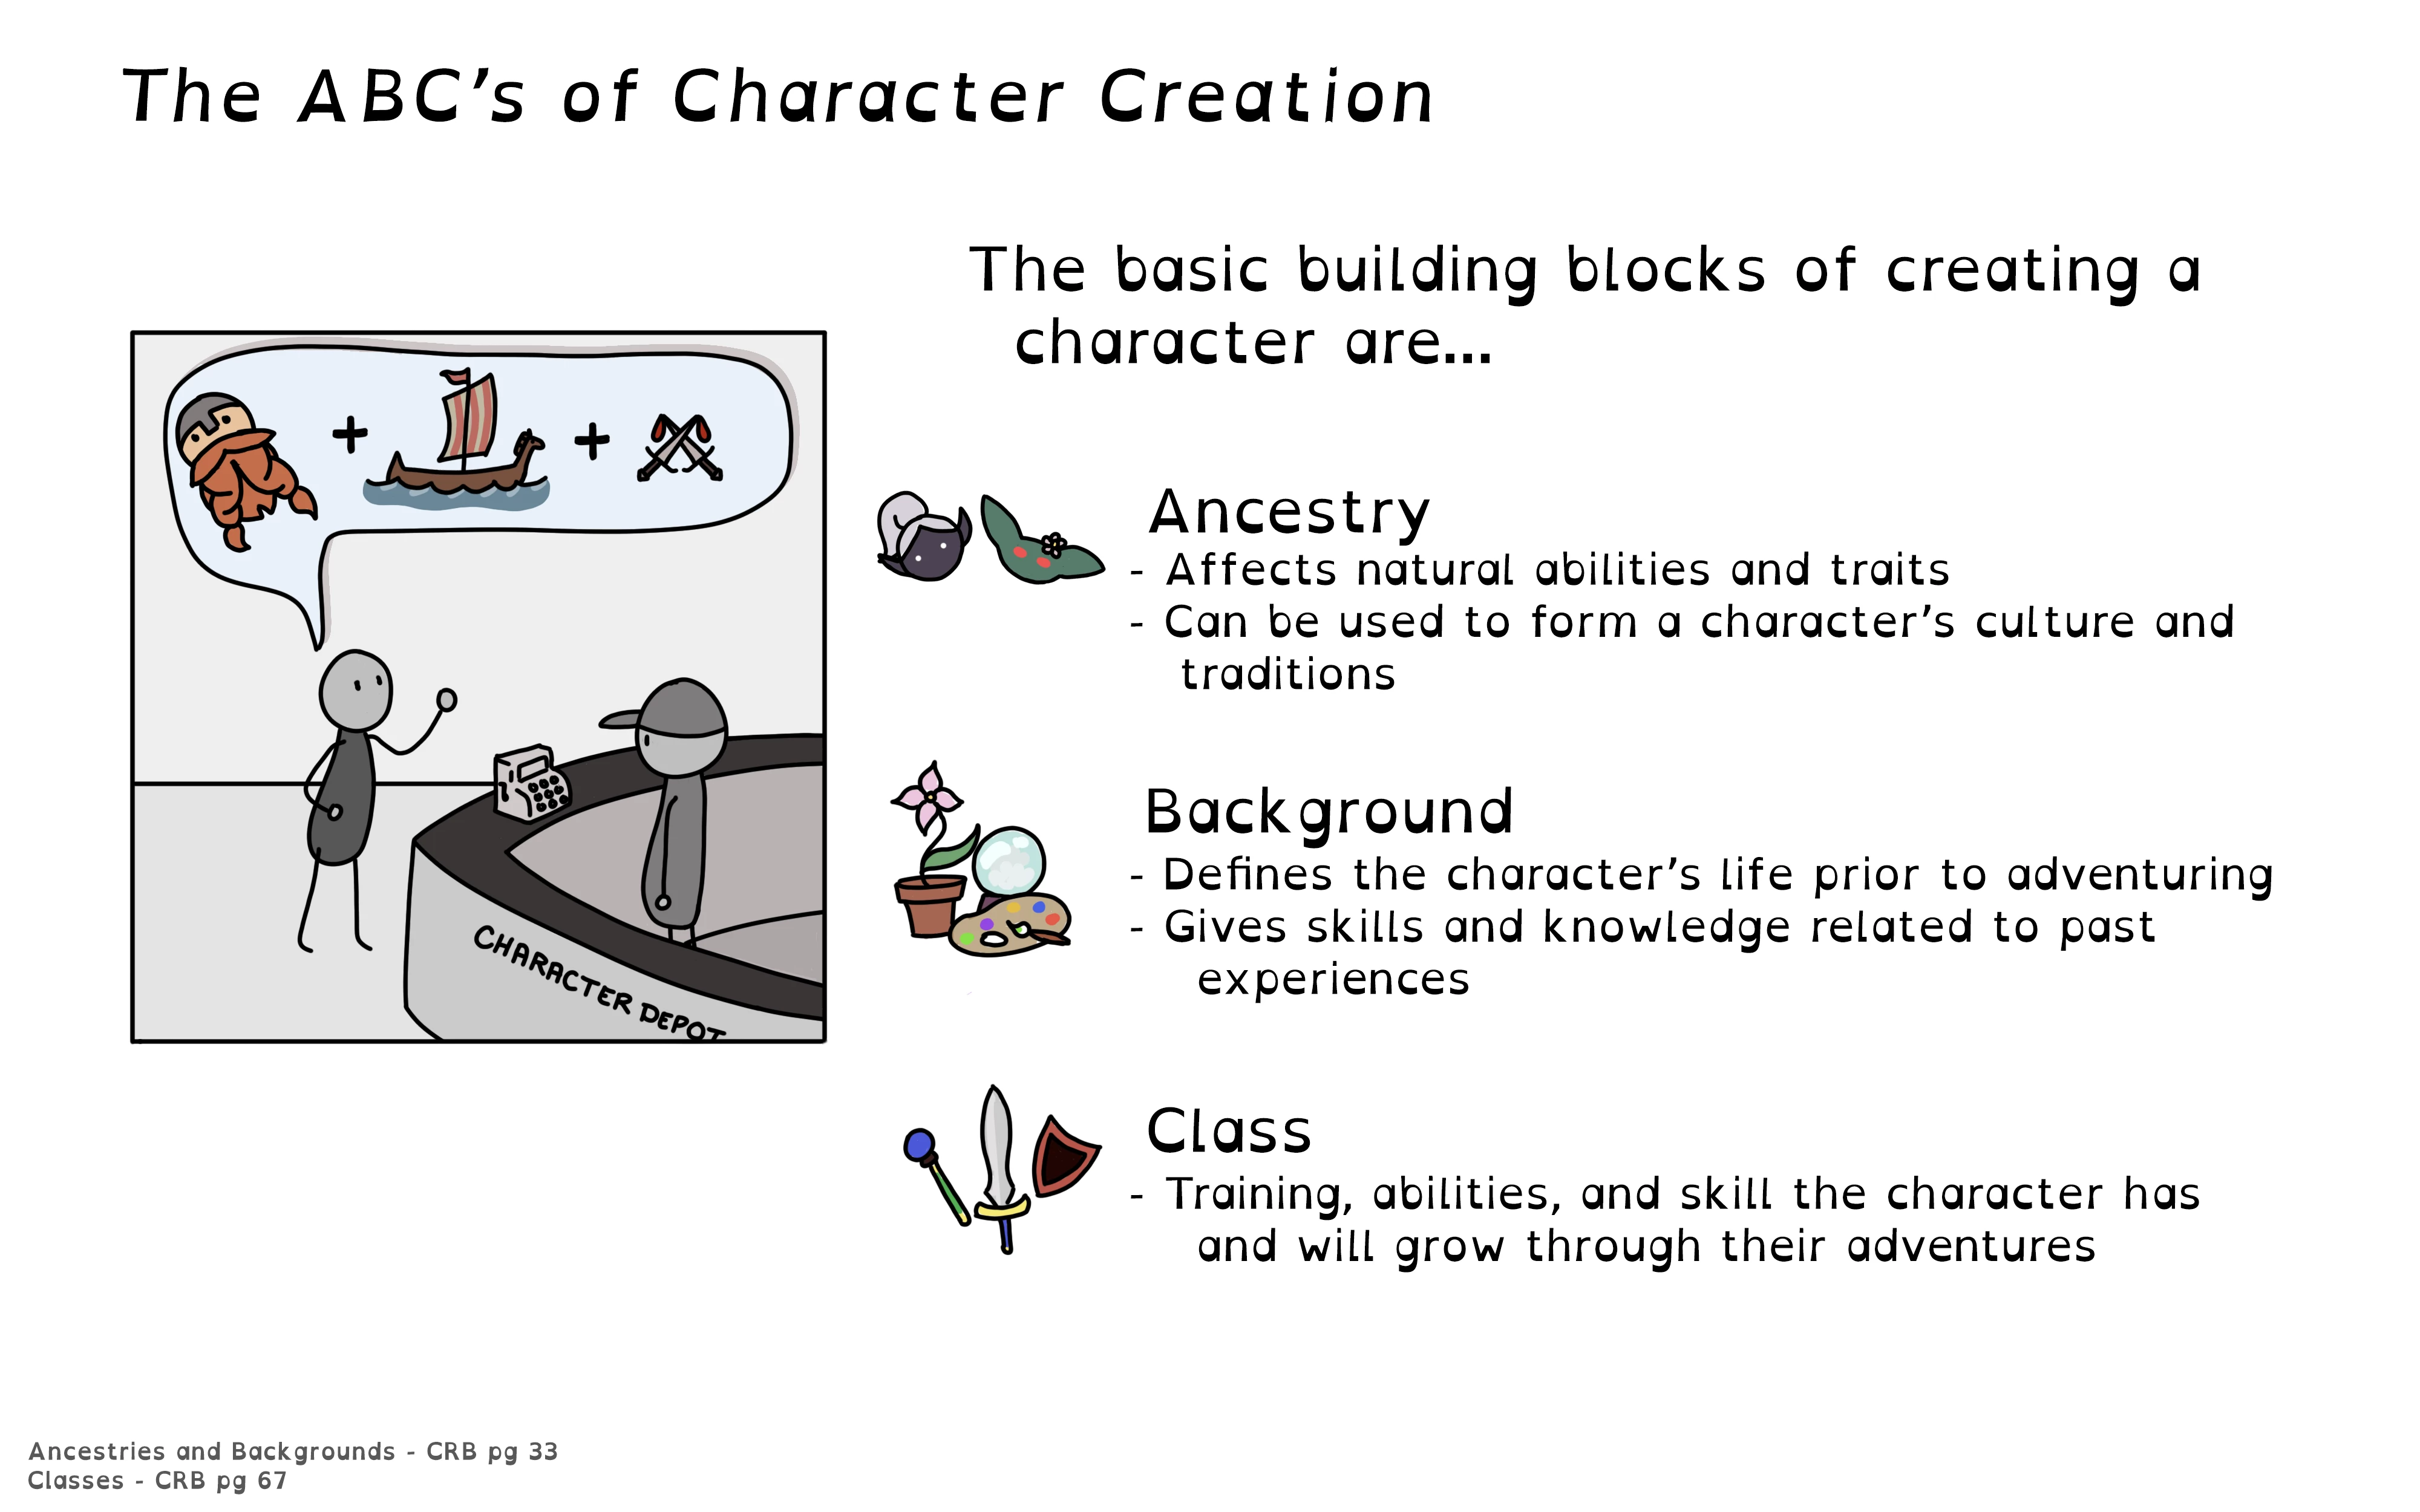 The ABC’s of Character Creation
The basic building blocks of creating a
character are...
Ancestry
- Affects natural abilities and traits
- Can be used to form a character’s culture and
traditions
Background
- Defines the character’s life prior to adventuring
- Gives skills and knowledge related to past
experiences
Class
- Training, abilities, and skill the character has
and will grow through their adventures
CHARACTER DEPOT
Ancestries and Backgrounds - CRB pg 33
Classes - CRB pg 67